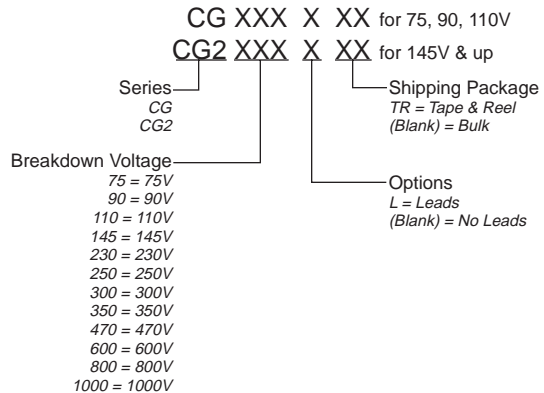 CG XXX X XX for 75, 90, 110V
CG2 XXX X XX for 145V & up
Series
CG
CG2
Shipping Package
TR = Tape & Reel
(Blank) = Bulk
Breakdown Voltage
75 = 75V
90 = 90V
110 = 110V
145 = 145V
230 = 230V
250 = 250V
300 = 300V
350 = 350V
470 = 470V
600 = 600V
800 = 800V
1000 = 1000V
Options
L = Leads
(Blank) = No Leads